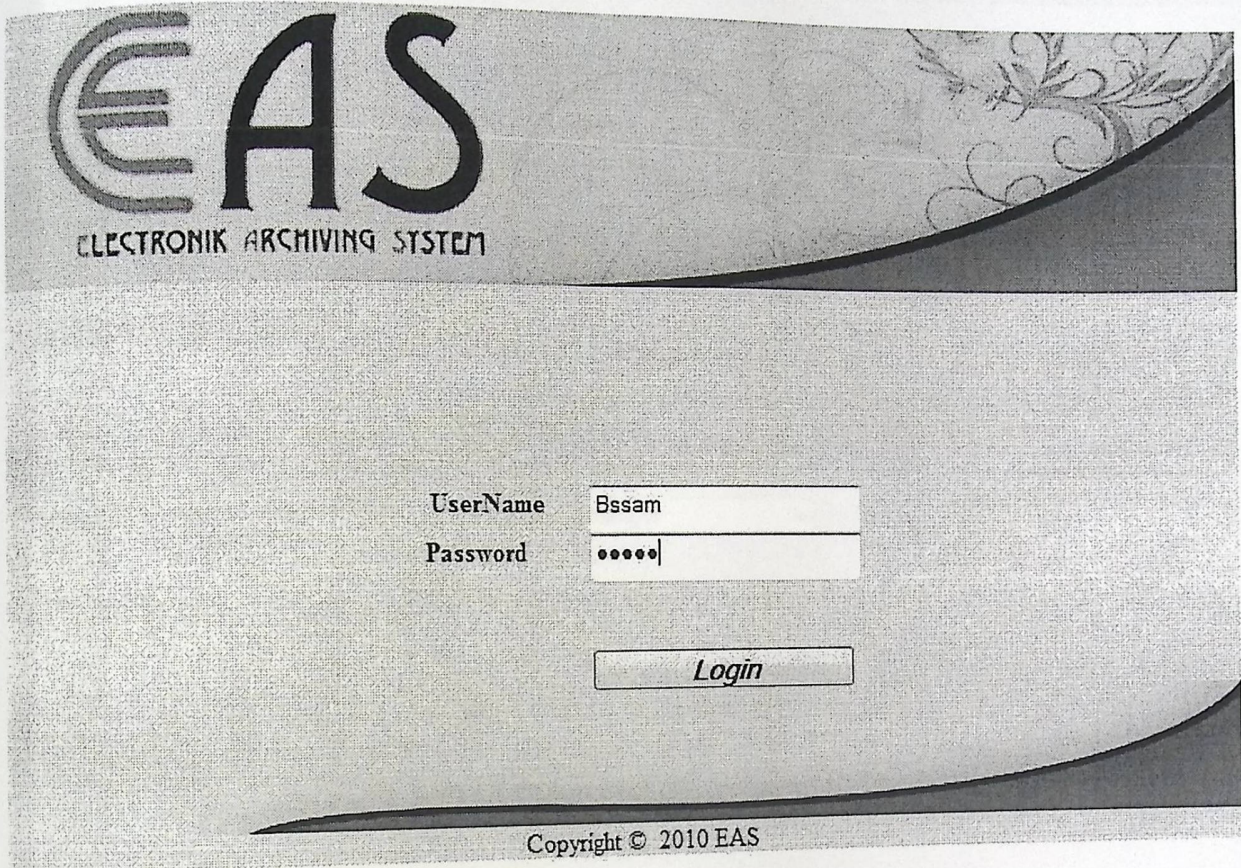 EAS
ELECTRONIK ARCHIVING SYSTEM
UserName Bssam
Password •••••
Login
Copyright © 2010 EAS